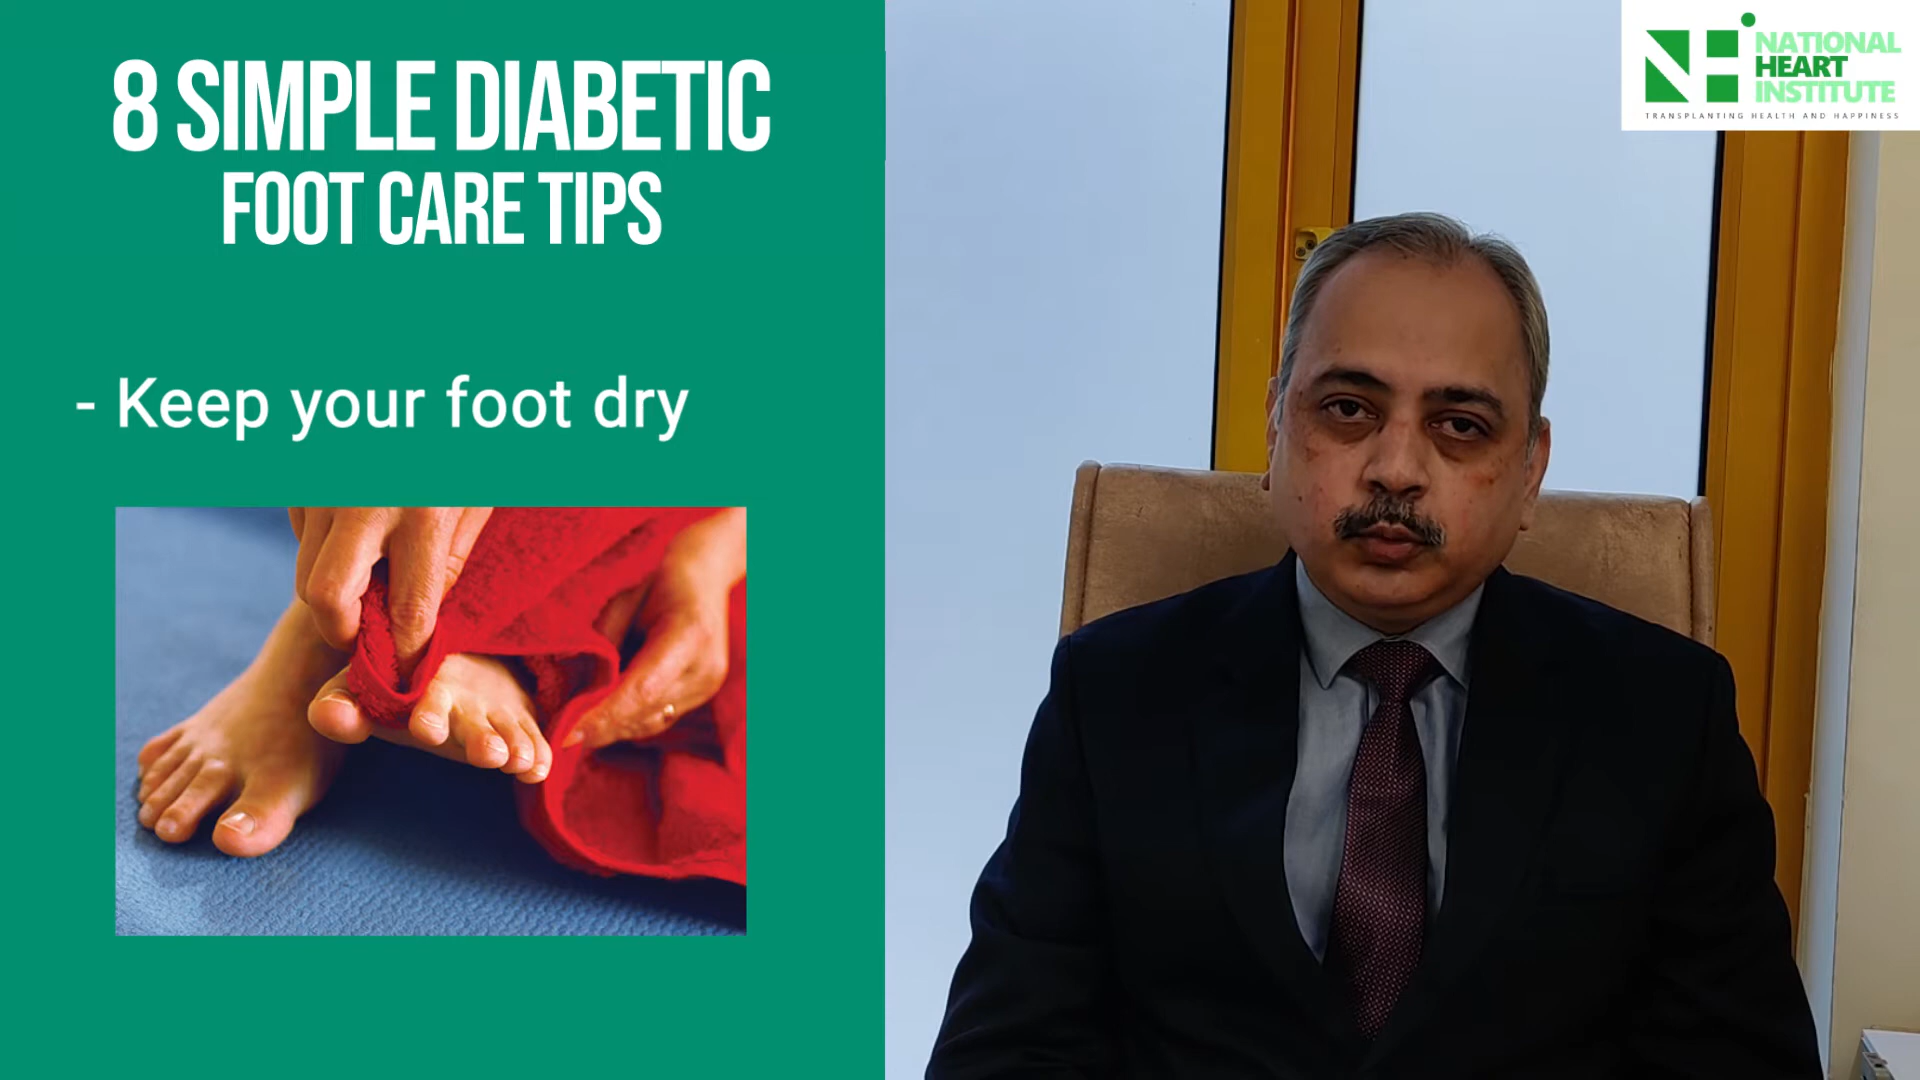 8 SIMPLE DIABETIC
FOOT CARE TIPS
- Keep your foot dry
NATIONAL
HEART
INSTITUTE
TRANSPLANTING HEALTH AND HAPPINESS